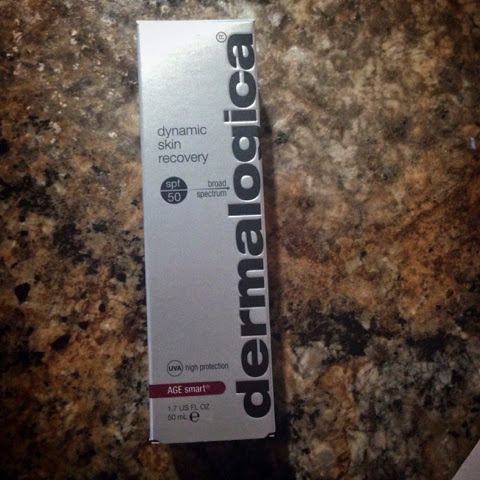 dermalogica®
dynamic
skin
recovery
spf
50
broad
spectrum
UVA high protection
AGE smart®
1.7 US FL OZ
50 mL ℮